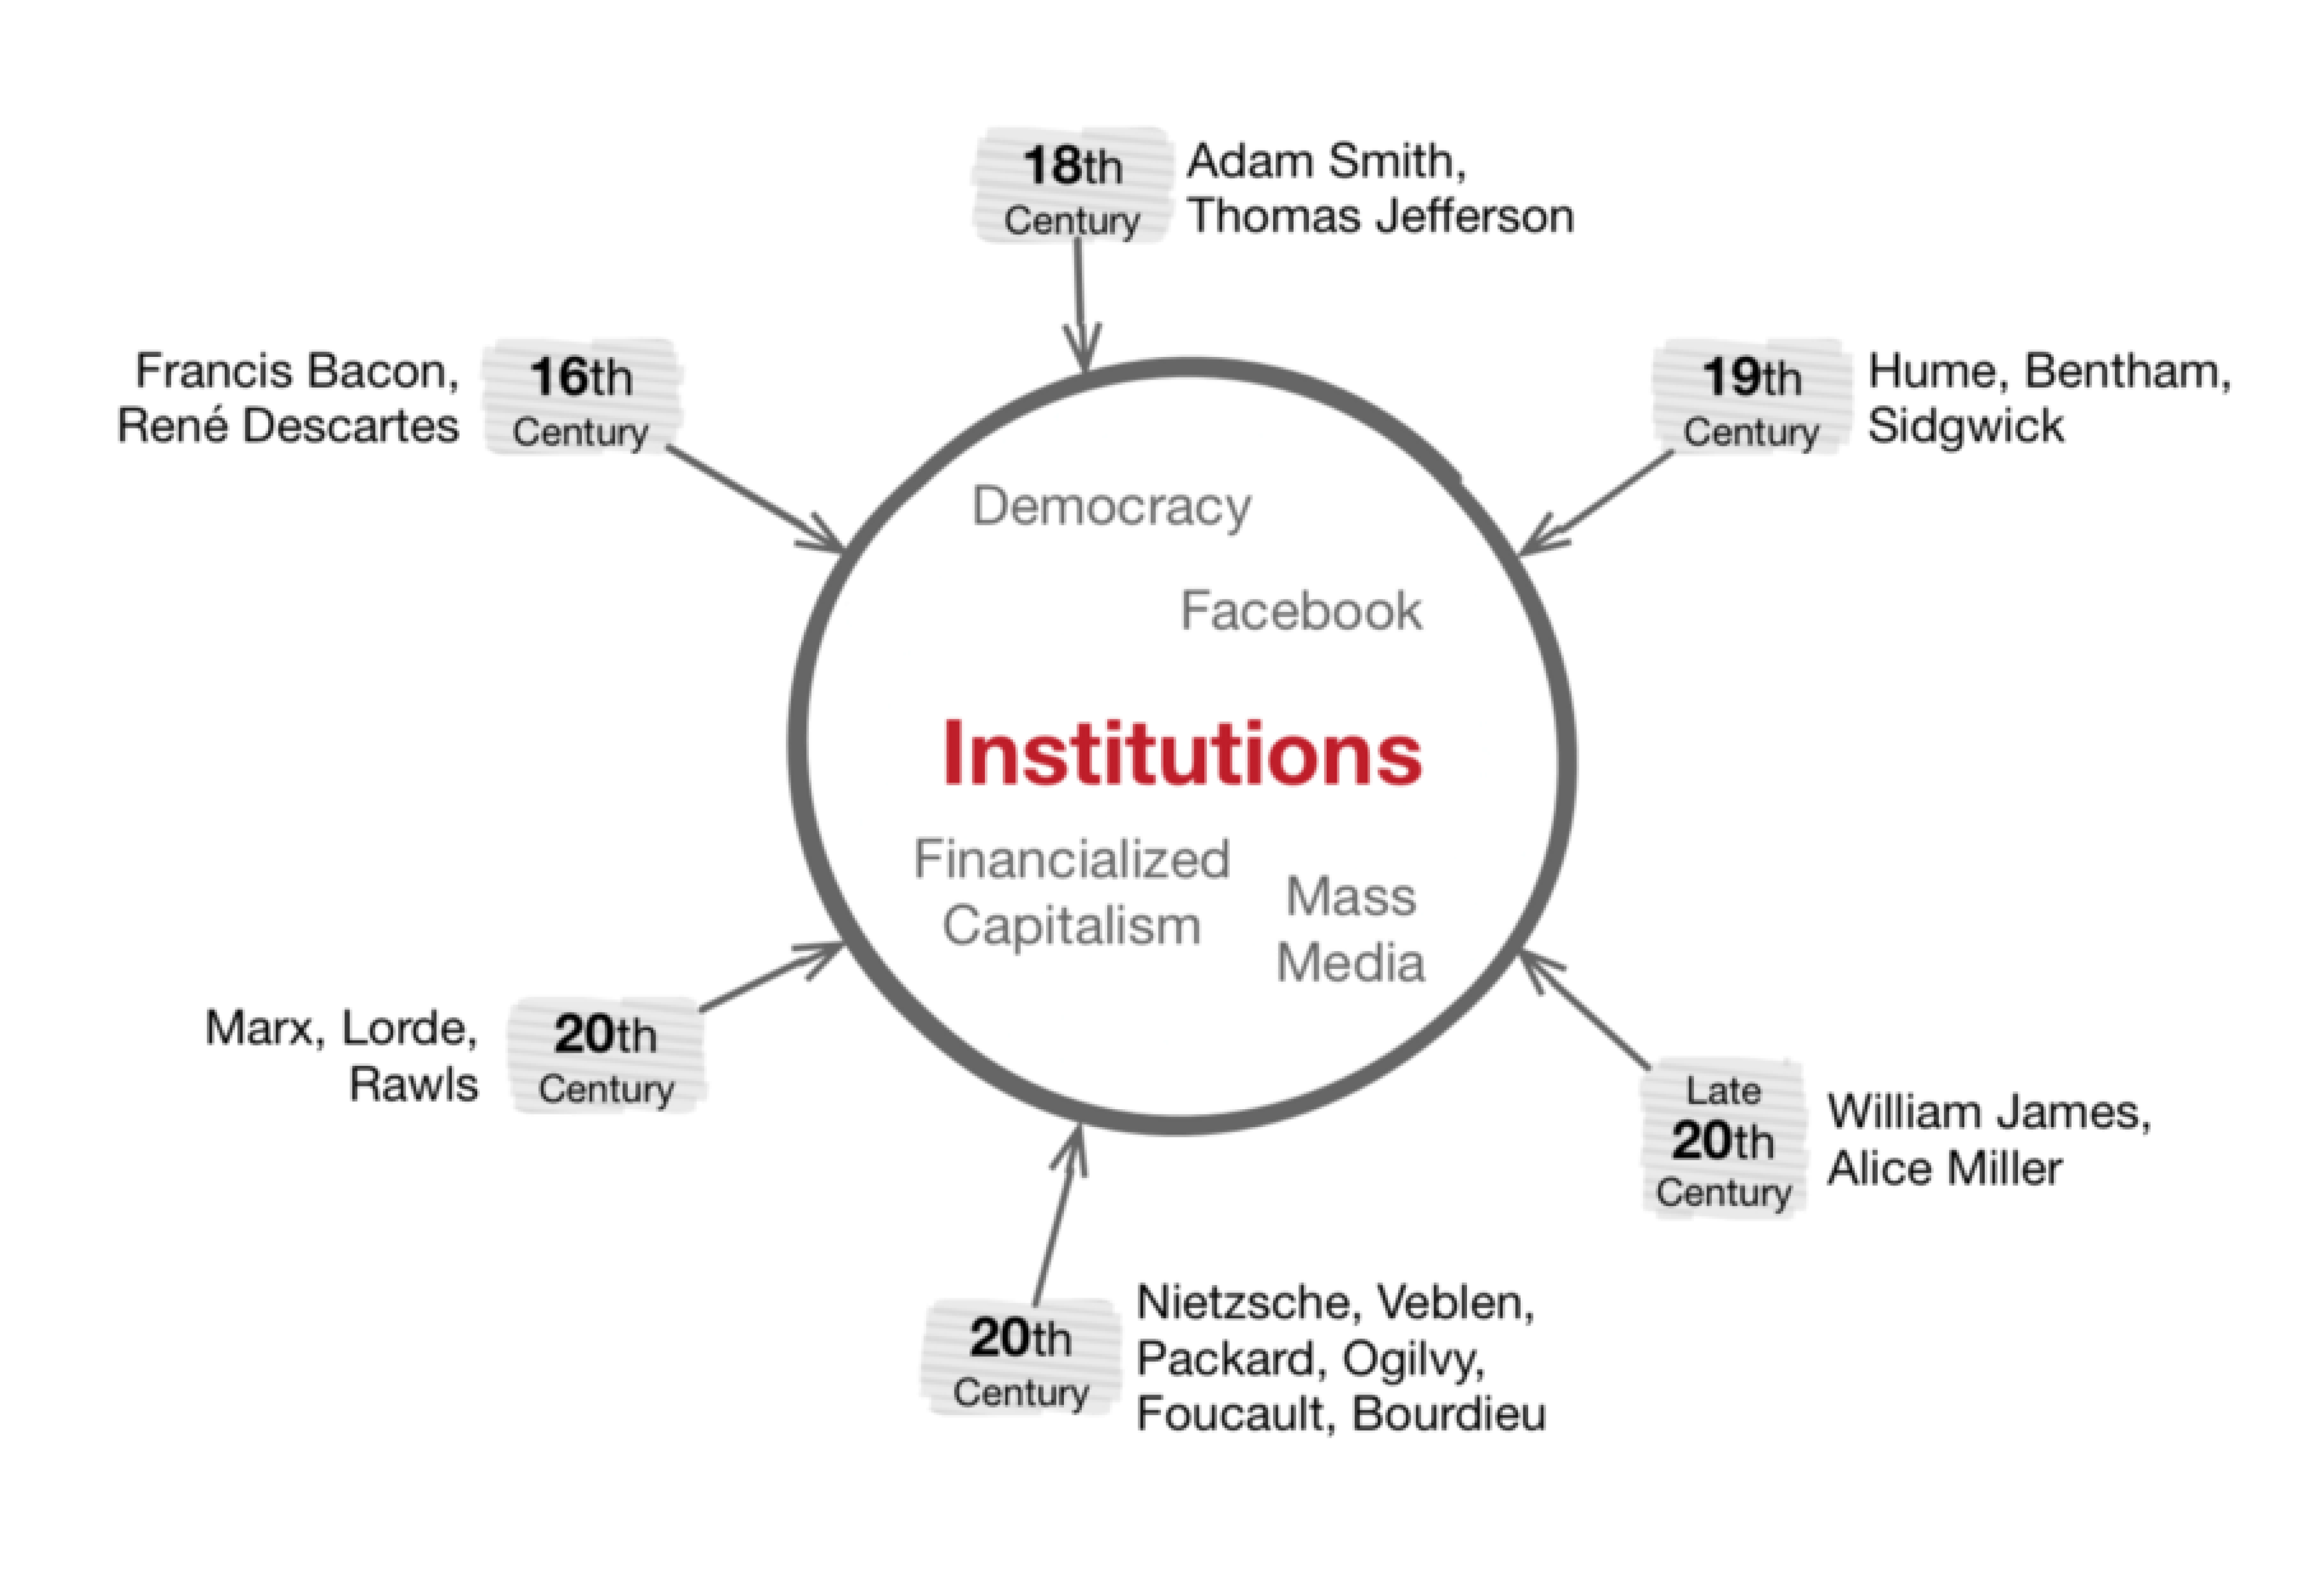 18th
Century
Adam Smith,
Thomas Jefferson
Francis Bacon,
René Descartes
16th
Century
19th
Century
Hume, Bentham,
Sidgwick
Democracy
Facebook
Institutions
Financialized
Capitalism
Mass
Media
Marx, Lorde,
Rawls
20th
Century
Late
20th
Century
William James,
Alice Miller
20th
Century
Nietzsche, Veblen,
Packard, Ogilvy,
Foucault, Bourdieu